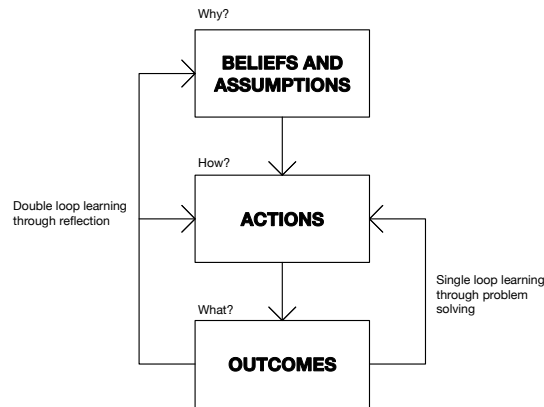 Why?
BELIEFS AND
ASSUMPTIONS
How?
Double loop learning
through reflection
ACTIONS
Single loop learning
through problem
solving
What?
OUTCOMES